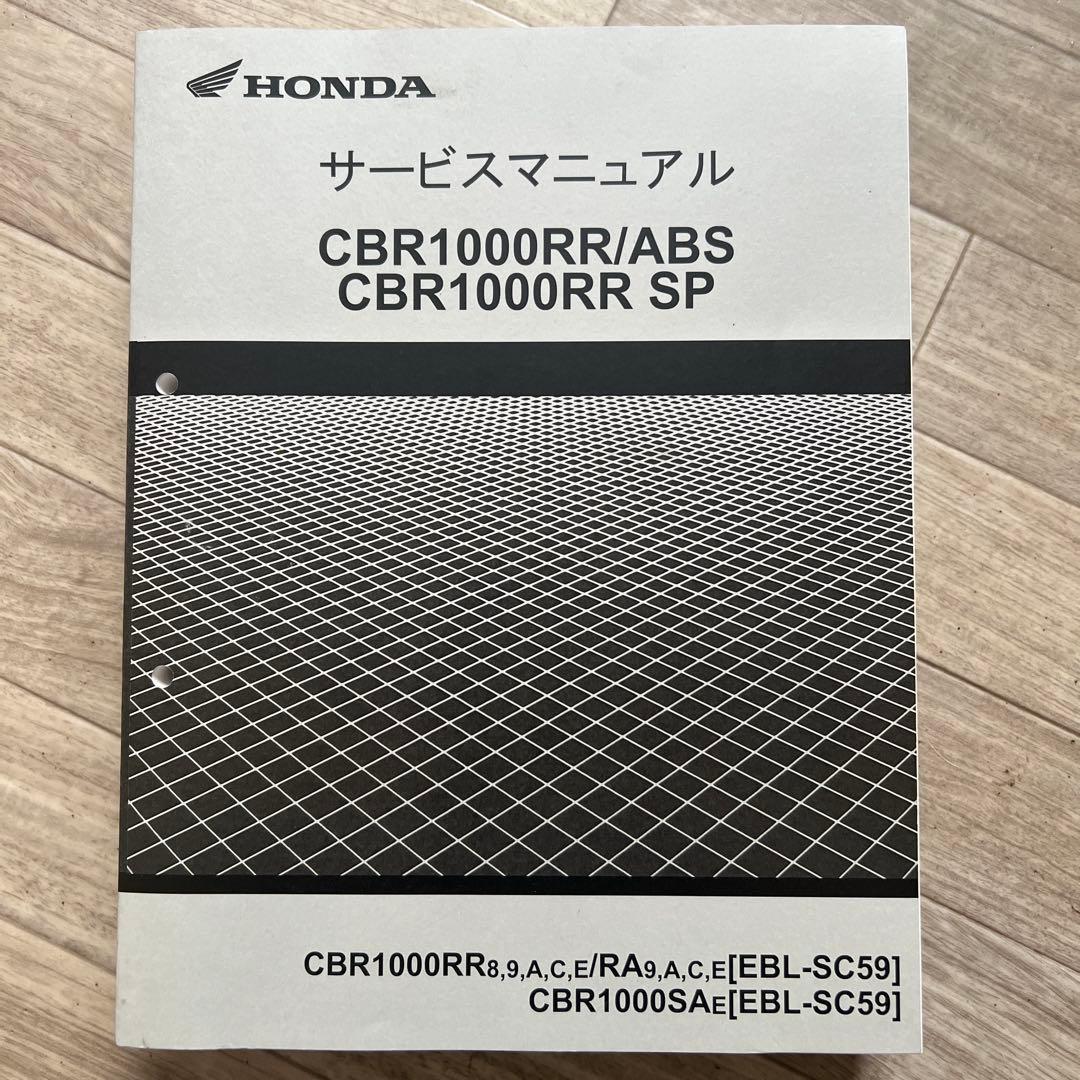 HONDA
サービスマニュアル
CBR1000RR/ABS
CBR1000RR SP
CBR1000RR8,9,A,C,E/RA9,A,C,E[EBL-SC59]
CBR1000SAE[EBL-SC59]